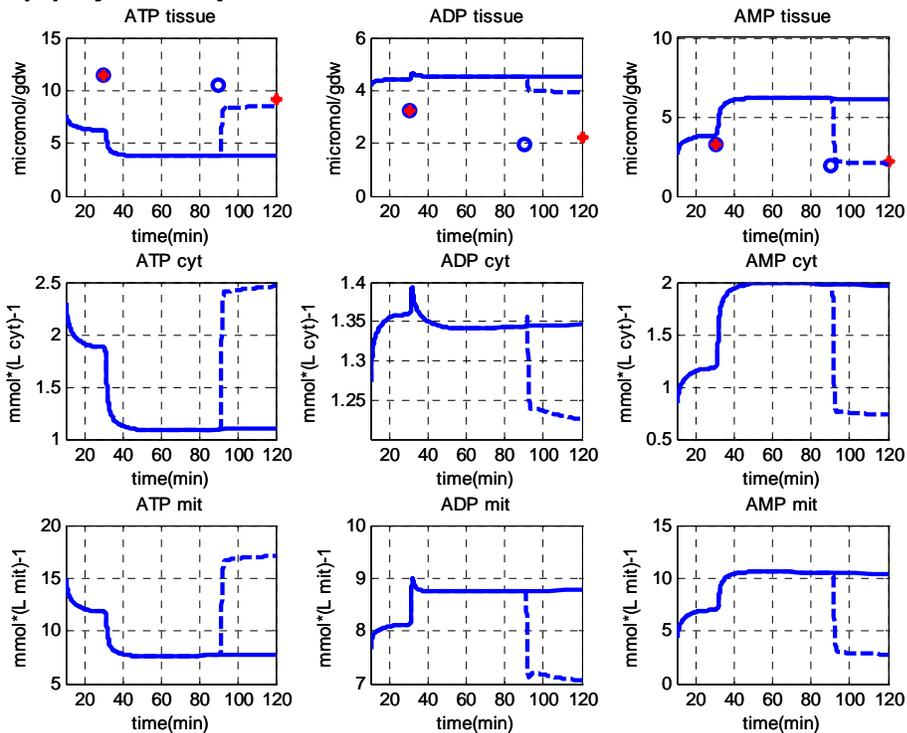 ATP tissue ADP tissue AMP tissue
15 6 10
micromol/gdw micromol/gdw micromol/gdw
10 4 5
5 2
0 0 0
20 40 60 80 100 120 20 40 60 80 100 120 20 40 60 80 100 120
time(min) time(min) time(min)
ATP cyt ADP cyt AMP cyt
2.5 1.4 2
mmol*(L cyt)-1 mmol*(L cyt)-1 mmol*(L cyt)-1
2 1.35 1.5
1.5 1.3 1
1 1.25 0.5
20 40 60 80 100 120 20 40 60 80 100 120 20 40 60 80 100 120
time(min) time(min) time(min)
ATP mit ADP mit AMP mit
20 10 15
mmol*(L mit)-1 mmol*(L mit)-1 mmol*(L mit)-1
15 9 10
10 8 5
5 7 0
20 40 60 80 100 120 20 40 60 80 100 120 20 40 60 80 100 120
time(min) time(min) time(min)